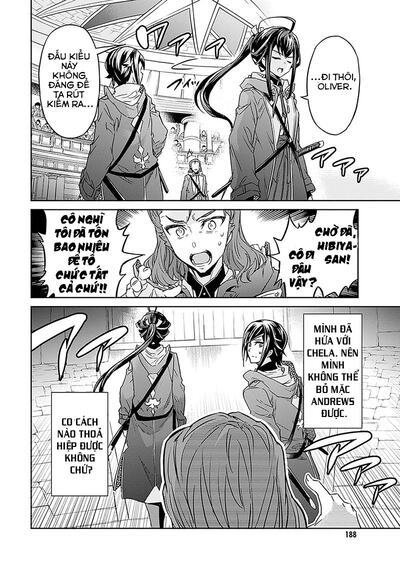 ...ĐI THÔI,
OLIVER.
ĐẤU KIỂU
NÀY
KHÔNG
ĐÁNG ĐỂ
TA RÚT
KIẾM RA...
CHỜ ĐÃ,
HIBIYA-
SAN!
CÔ ĐI
ĐÂU
VẬY?
CÔ NGHĨ
TÔI ĐÃ TỐN
BAO NHIÊU
ĐỂ TỔ
CHỨC TẤT
CẢ CHỨ!!
MÌNH ĐÃ
HỨA VỚI
CHELA. NÊN
MÌNH
KHÔNG THỂ
BỎ MẶC
ANDREWS
ĐƯỢC.
CÓ CÁCH
NÀO THOẢ
HIỆP ĐƯỢC
KHÔNG
CHỨ?
188